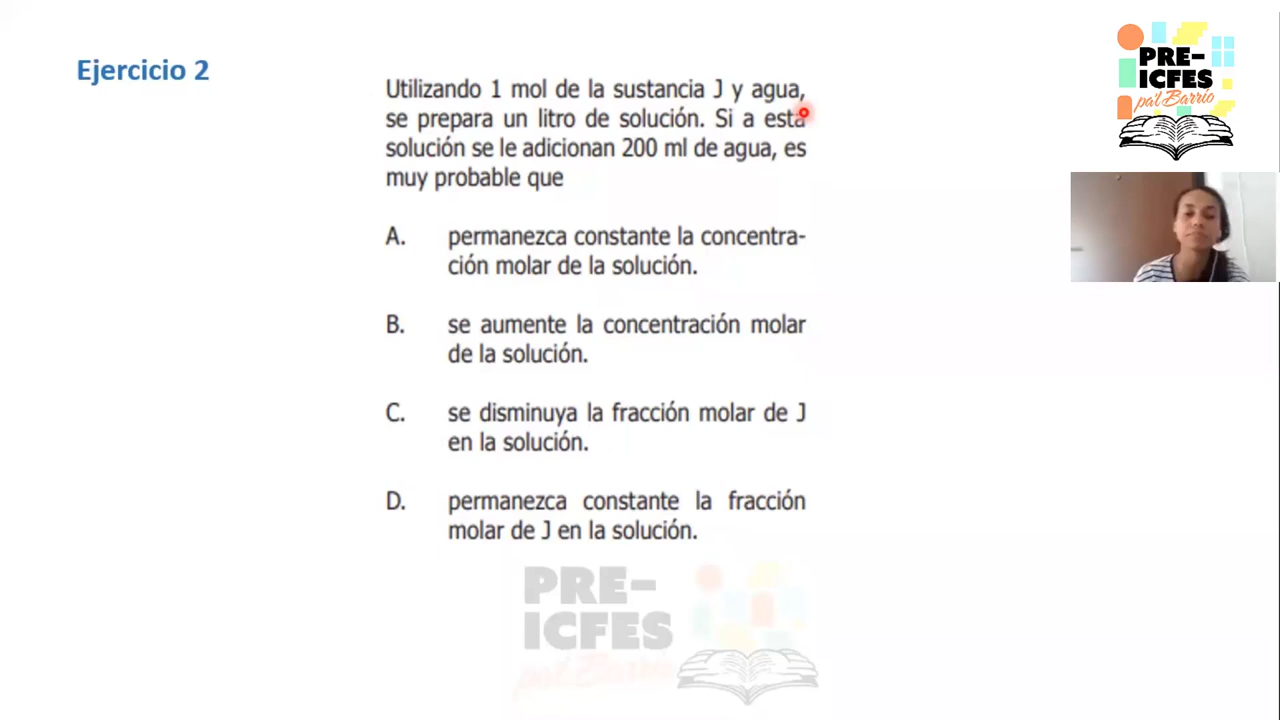 Ejercicio 2
PRE-
ICFES
pa'l Barrio
Utilizando 1 mol de la sustancia J y agua,
se prepara un litro de solución. Si a esta
solución se le adicionan 200 ml de agua, es
muy probable que
A. permanezca constante la concentra-
ción molar de la solución.
B. se aumente la concentración molar
de la solución.
C. se disminuya la fracción molar de J
en la solución.
D. permanezca constante la fracción
molar de J en la solución.
PRE-
ICFES
pa'l Barrio